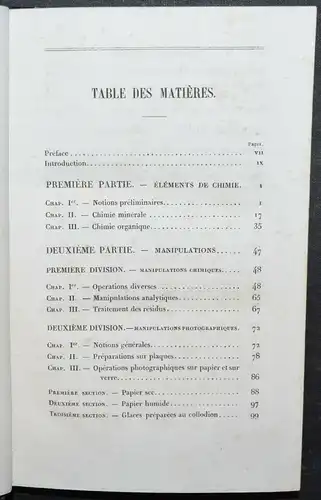 TABLE DES MATIÈRES.
Pages.
Préface VII
Introduction IX
PREMIÈRE PARTIE. — ÉLÉMENTS DE CHIMIE. 1
CHAP. Ier. — Notions préliminaires 1
CHAP. II. — Chimie minérale 17
CHAP. III. — Chimie organique 35
DEUXIÈME PARTIE. — MANIPULATIONS 47
PREMIÈRE DIVISION. — MANIPULATIONS CHIMIQUES. 48
CHAP. Ier. — Opérations diverses 48
CHAP. II. — Manipulations analytiques 65
CHAP. III. — Traitement des résidus 67
DEUXIÈME DIVISION. — MANIPULATIONS PHOTOGRAPHIQUES. 72
CHAP. Ier — Notions générales 72
CHAP. II. — Préparations sur plaques 78
CHAP. III. — Opérations photographiques sur papier et sur
verre 86
PREMIÈRE SECTION. — Papier sec 88
DEUXIÈME SECTION. — Papier humide 97
TROISIÈME SECTION. — Glaces préparées au collodion 99